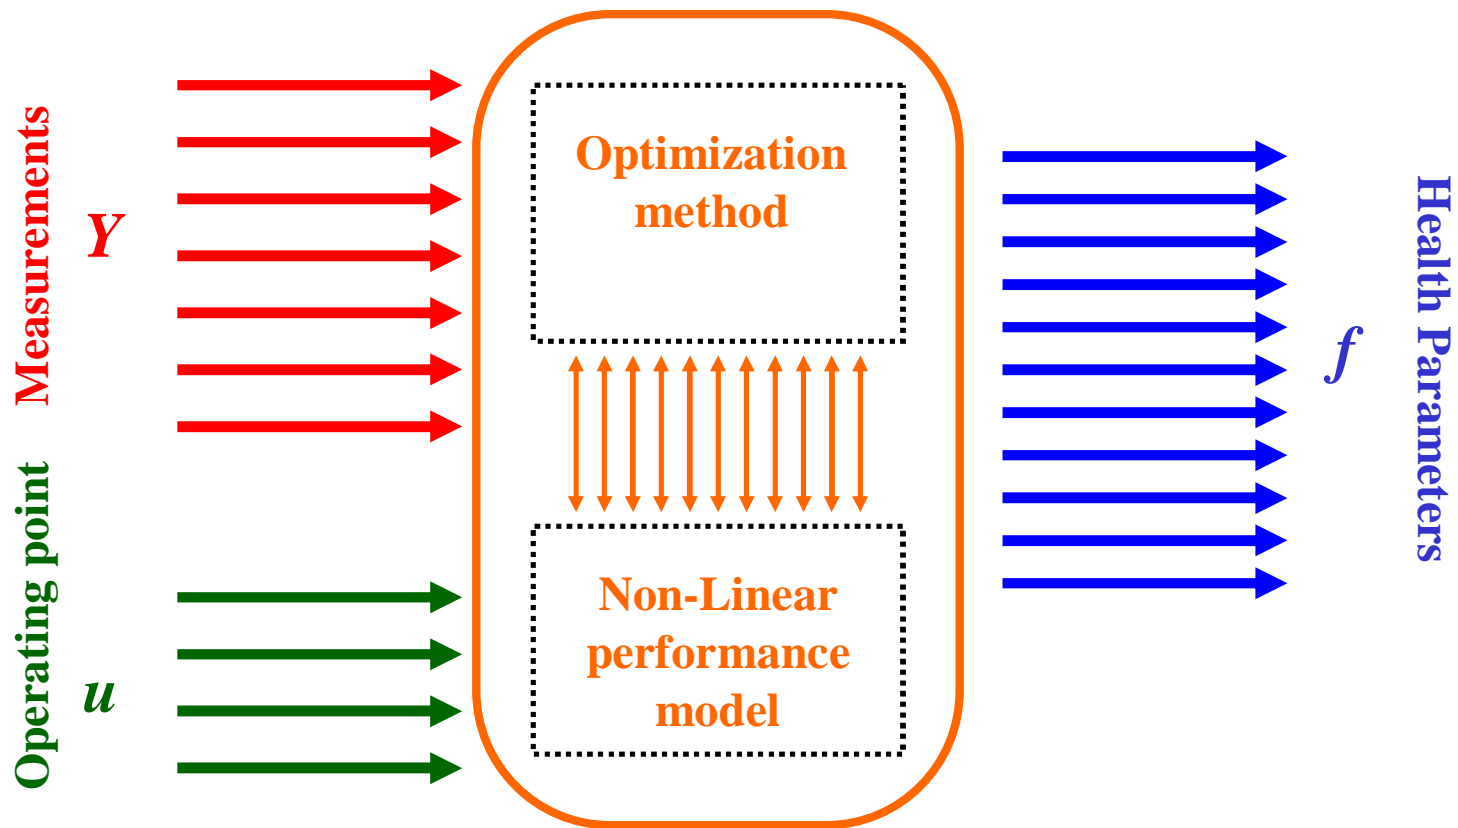 Measurements
Y
Operating point
u
Optimization
method
Non-Linear
performance
model
f
Health Parameters